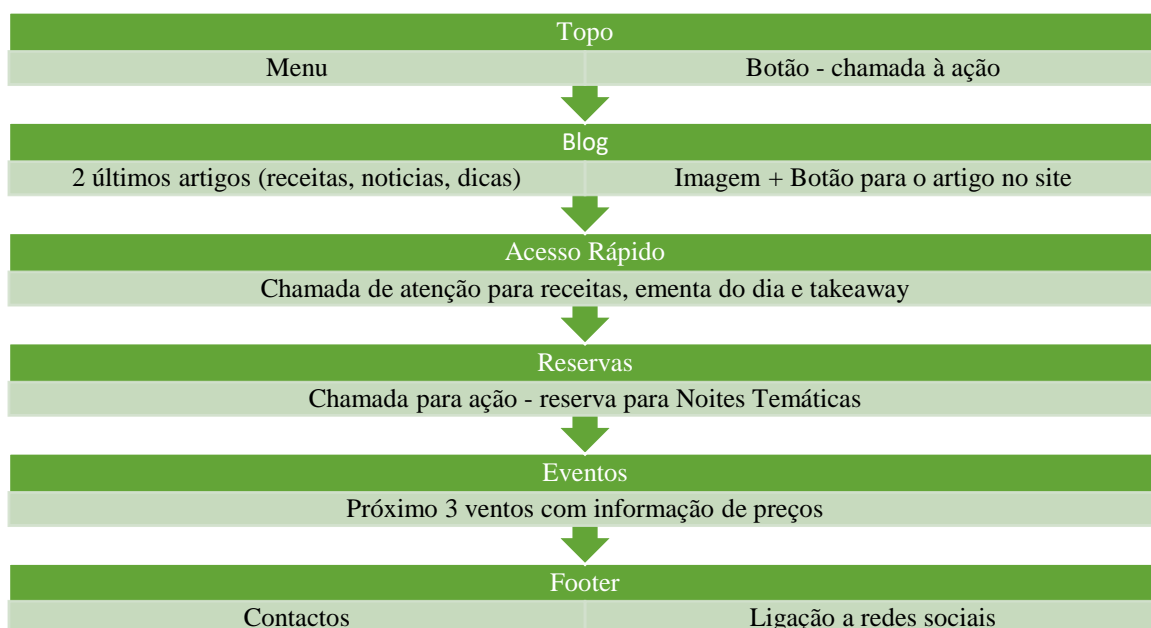 Topo
Menu
Botão - chamada à ação
Blog
2 últimos artigos (receitas, noticias, dicas)
Imagem + Botão para o artigo no site
Acesso Rápido
Chamada de atenção para receitas, ementa do dia e takeaway
Reservas
Chamada para ação - reserva para Noites Temáticas
Eventos
Próximo 3 ventos com informação de preços
Footer
Contactos
Ligação a redes sociais